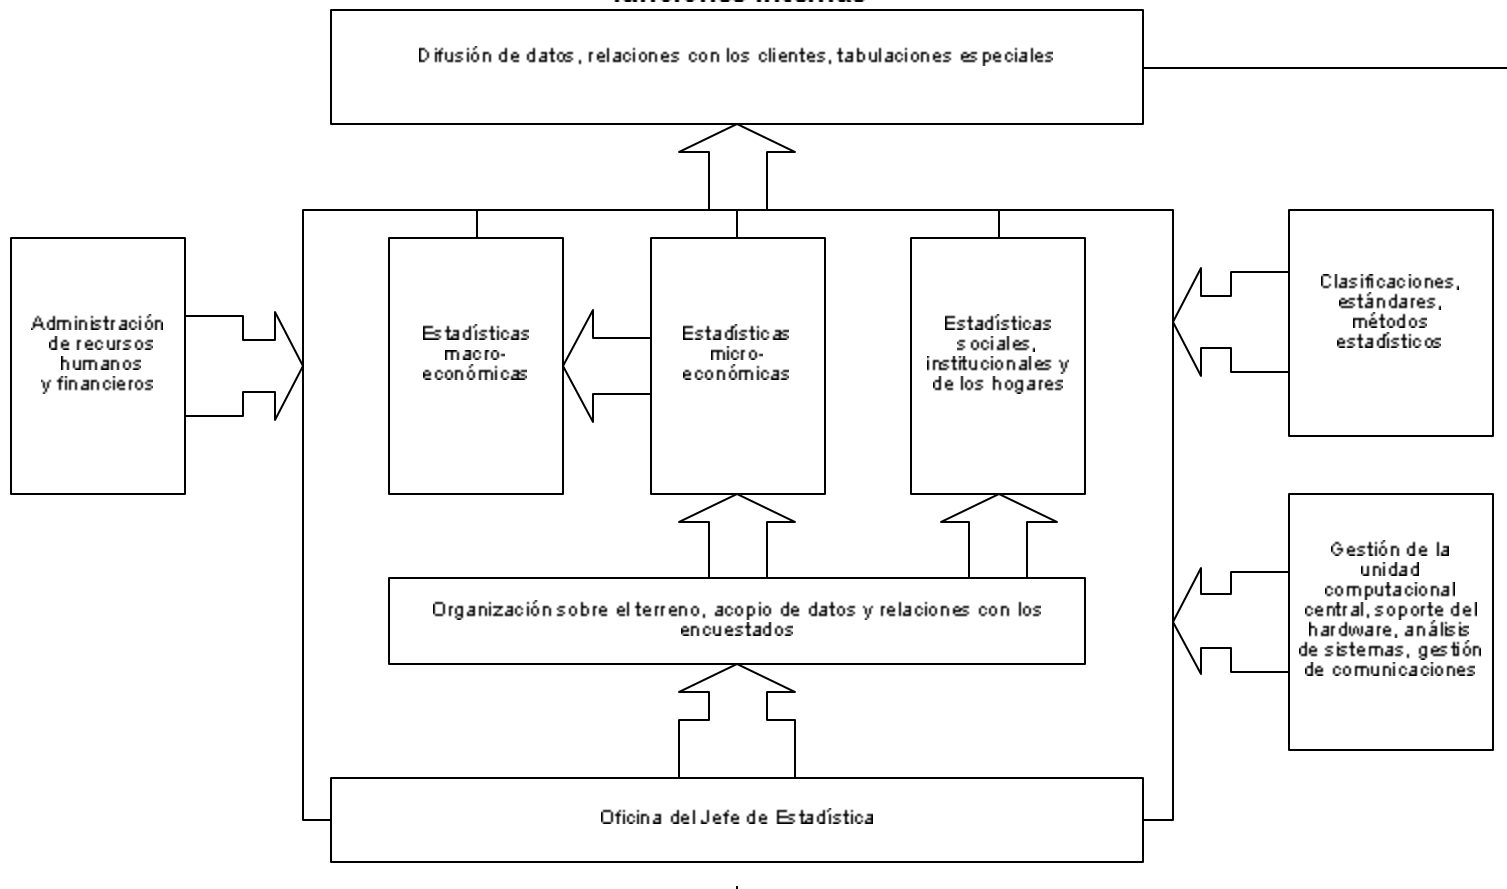 funciones internas
Difusión de datos, relaciones con los clientes, tabulaciones especiales
Administración
de recursos
humanos
y financieros
Estadísticas
macro-
económicas
Estadísticas
micro-
económicas
Estadísticas
sociales,
institucionales y
de los hogares
Clasificaciones,
estándares,
métodos
estadísticos
Gestión de la
unidad
computacional
central, soporte del
hardware, análisis
de sistemas, gestión
de comunicaciones
Organización sobre el terreno, acopio de datos y relaciones con los
encuestados
Oficina del Jefe de Estadística